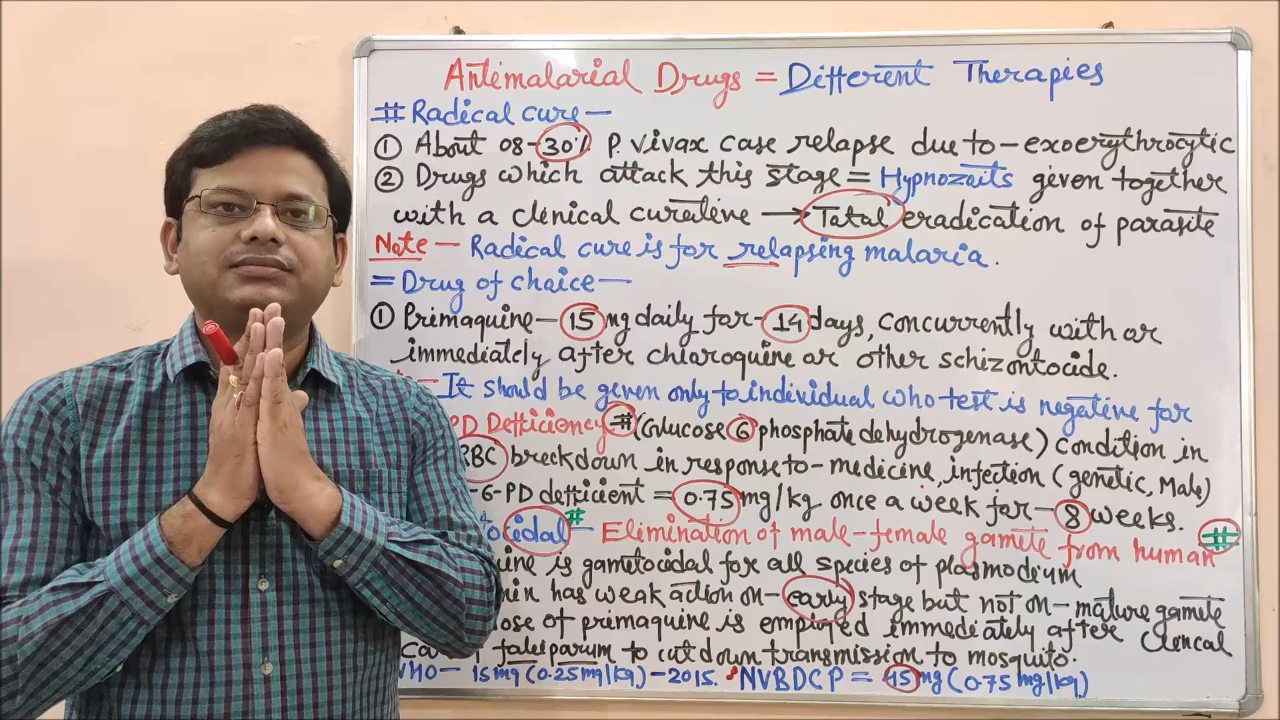 Antimalarial Drugs = Different Therapies
# Radical cure —
① About 08-30% P. vivax case relapse due to - exoerythrocytic
② Drugs which attack this stage = Hypnozoits given together
with a clinical curative → Total eradication of parasite
Note — Radical cure is for relapsing malaria.
= Drug of choice —
① Primaquine — 15 mg daily for - 14 days, concurrently with or
immediately after chloroquine or other schizontocide.
— It should be given only to individual who test is negative for
PD Defficiency # (Glucose 6 phosphate dehydrogenase) condition in
RBC breckdown in response to - medicine, infection (genetic, Male)
-6-PD defficient = 0.75 mg/kg once a week for - 8 weeks.
ocidal # — Elimination of male-female gamete from human #
ine is gametocidal for all species of plasmodium
has weak action on - early stage but not on - mature gamete
ose of primaquine is employed immediately after clencal
falciparum to cut down transmission to mosquito.
WHO — 15 mg (0.25 mg/kg) - 2015. NVBDCP = 45 mg (0.75 mg/kg)